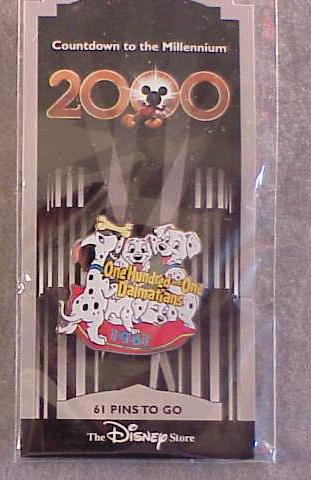 Countdown to the Millennium
2000
One Hundred and One
Dalmatians
1961
61 PINS TO GO
The Disney Store